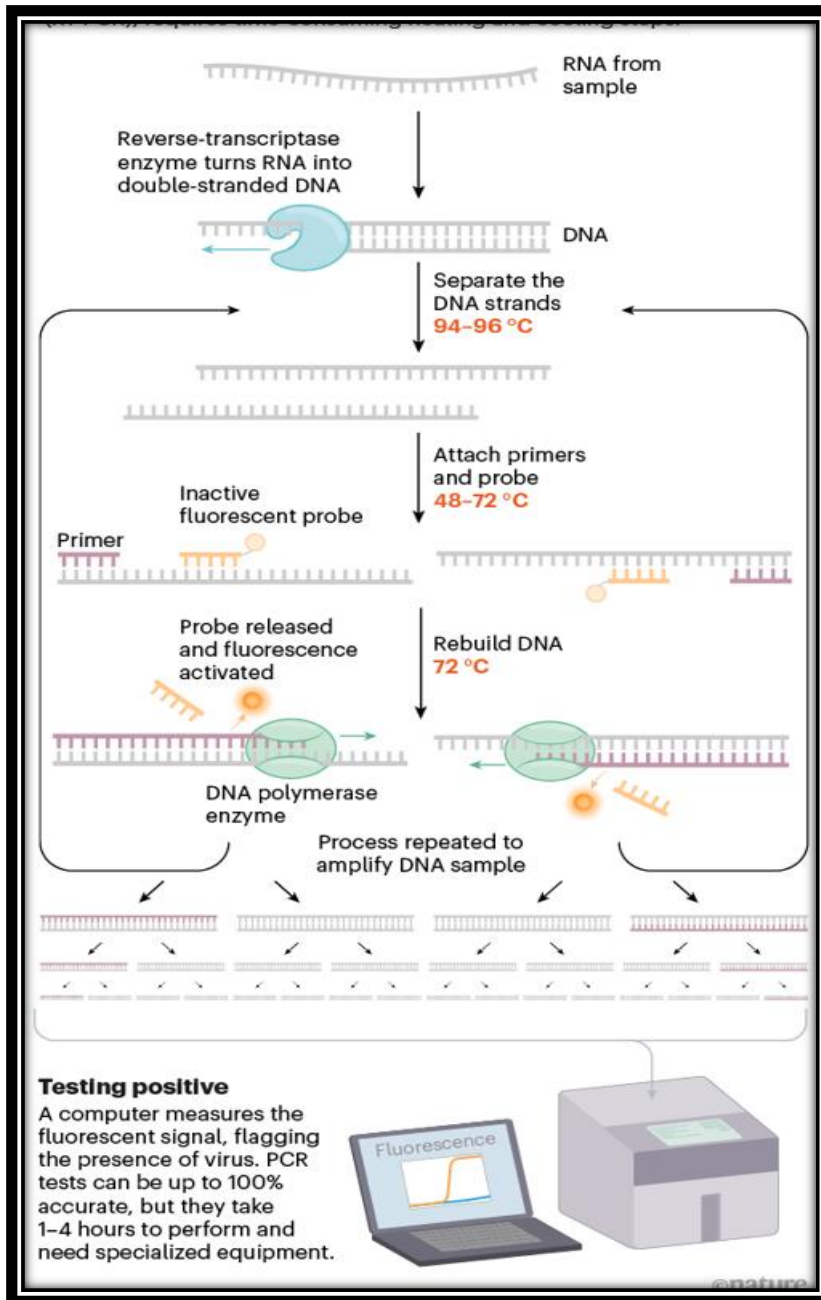 RNA from
sample
Reverse-transcriptase
enzyme turns RNA into
double-stranded DNA
DNA
Separate the
DNA strands
94–96 °C
Attach primers
and probe
48–72 °C
Inactive
fluorescent probe
Primer
Probe released
and fluorescence
activated
Rebuild DNA
72 °C
DNA polymerase
enzyme
Process repeated to
amplify DNA sample
Testing positive
A computer measures the
fluorescent signal, flagging
the presence of virus. PCR
tests can be up to 100%
accurate, but they take
1–4 hours to perform and
need specialized equipment.
Fluorescence
©nature